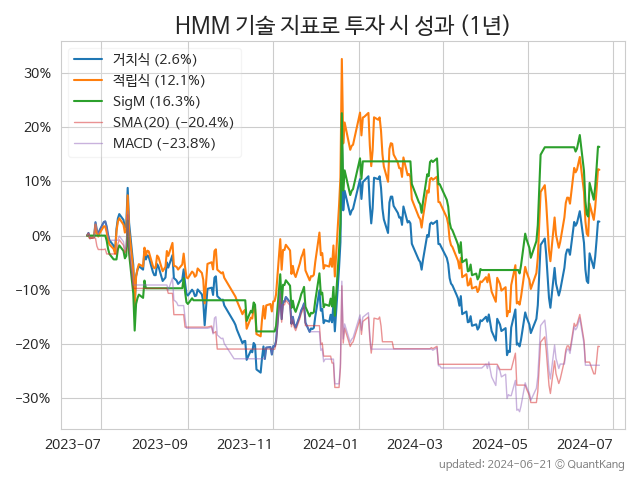 HMM 기술 지표로 투자 시 성과 (1년)
거치식 (2.6%)
적립식 (12.1%)
SigM (16.3%)
SMA(20) (−20.4%)
MACD (−23.8%)
30%
20%
10%
0%
−10%
−20%
−30%
2023-07 2023-09 2023-11 2024-01 2024-03 2024-05 2024-07
updated: 2024-06-21 ⓒ QuantKang